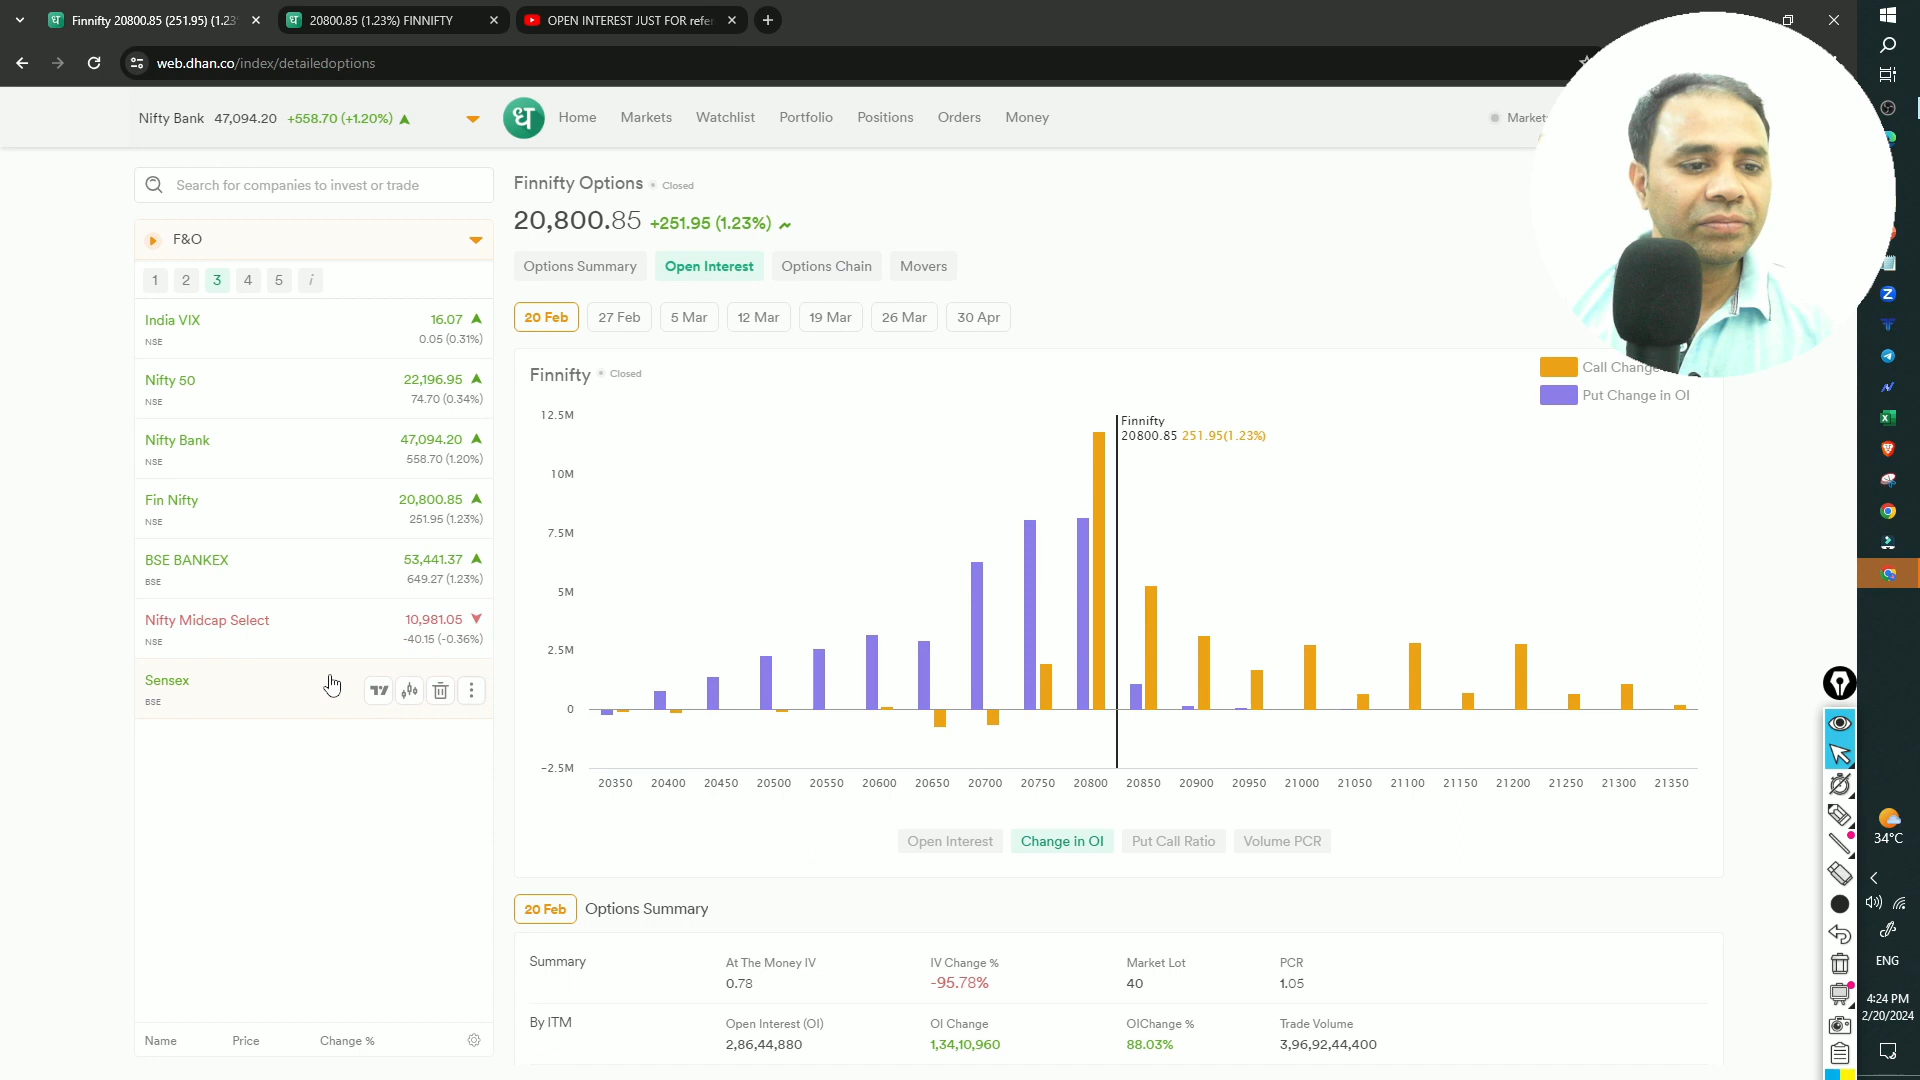 Finnifty 20800.85 (251.95) (1.23
20800.85 (1.23%) FINNIFTY
OPEN INTEREST JUST FOR refe
web.dhan.co/index/detailedoptions
Nifty Bank 47,094.20 +558.70 (+1.20%)
ध
Home Markets Watchlist Portfolio Positions Orders Money
Market
Search for companies to invest or trade
F&O
1 2 3 4 5 i
India VIX 16.07
NSE 0.05 (0.31%)
Nifty 50 22,196.95
NSE 74.70 (0.34%)
Nifty Bank 47,094.20
NSE 558.70 (1.20%)
Fin Nifty 20,800.85
NSE 251.95 (1.23%)
BSE BANKEX 53,441.37
BSE 649.27 (1.23%)
Nifty Midcap Select 10,981.05
NSE -40.15 (-0.36%)
Sensex
BSE
Name Price Change %
Finnifty Options Closed
20,800.85 +251.95 (1.23%)
Options Summary Open Interest Options Chain Movers
20 Feb 27 Feb 5 Mar 12 Mar 19 Mar 26 Mar 30 Apr
Finnifty Closed
Call Change
Put Change in OI
Finnifty
20800.85 251.95(1.23%)
12.5M
10M
7.5M
5M
2.5M
0
-2.5M
20350 20400 20450 20500 20550 20600 20650 20700 20750 20800 20850 20900 20950 21000 21050 21100 21150 21200 21250 21300 21350
Open Interest Change in OI Put Call Ratio Volume PCR
20 Feb Options Summary
Summary
At The Money IV IV Change % Market Lot PCR
0.78 -95.78% 40 1.05
By ITM
Open Interest (OI) OI Change OIChange % Trade Volume
2,86,44,880 1,34,10,960 88.03% 3,96,92,44,400
34°C
ENG
4:24 PM
2/20/2024